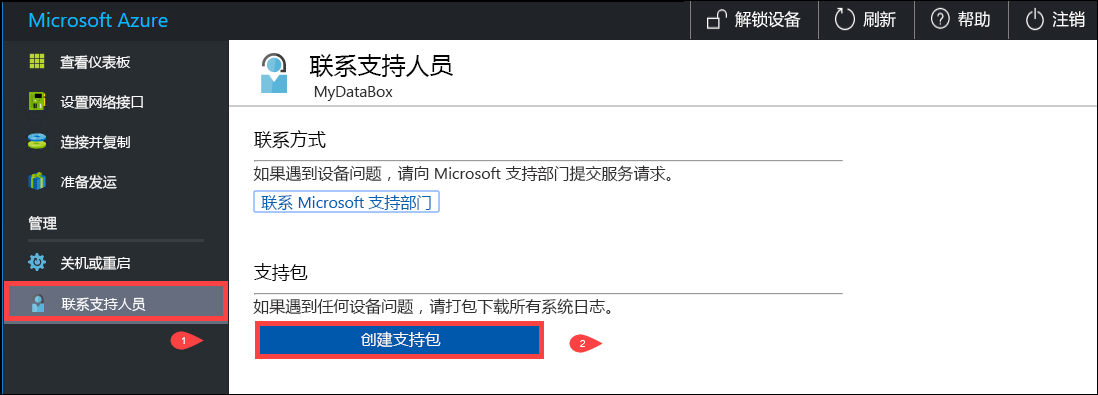 Microsoft Azure
解锁设备
刷新
帮助
注销
查看仪表板
设置网络接口
连接并复制
准备发运
管理
关机或重启
联系支持人员
1
联系支持人员
MyDataBox
联系方式
如果遇到设备问题，请向 Microsoft 支持部门提交服务请求。
联系 Microsoft 支持部门
支持包
如果遇到任何设备问题，请打包下载所有系统日志。
创建支持包
2